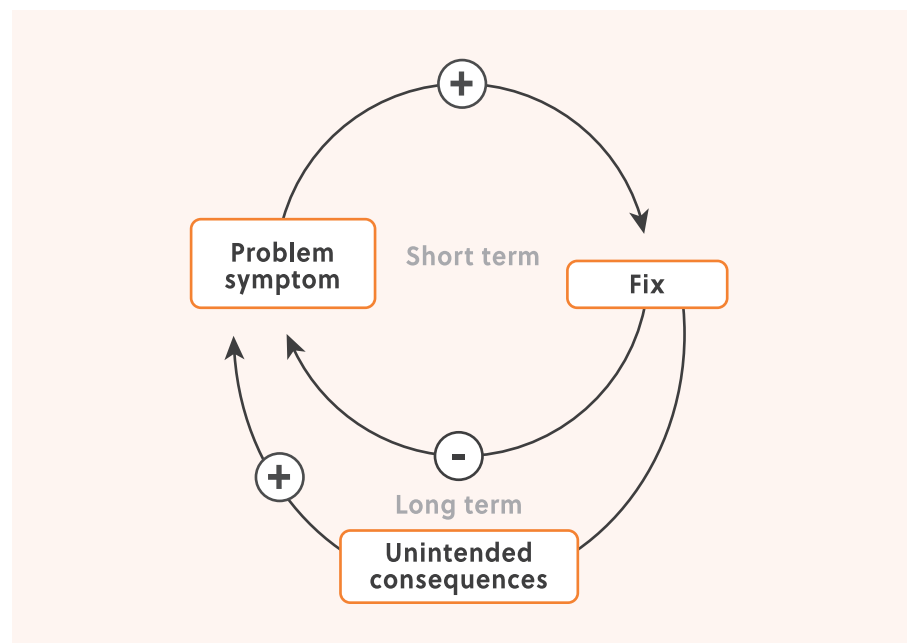 +
Problem
symptom
Short term
Fix
-
Long term
+
Unintended
consequences